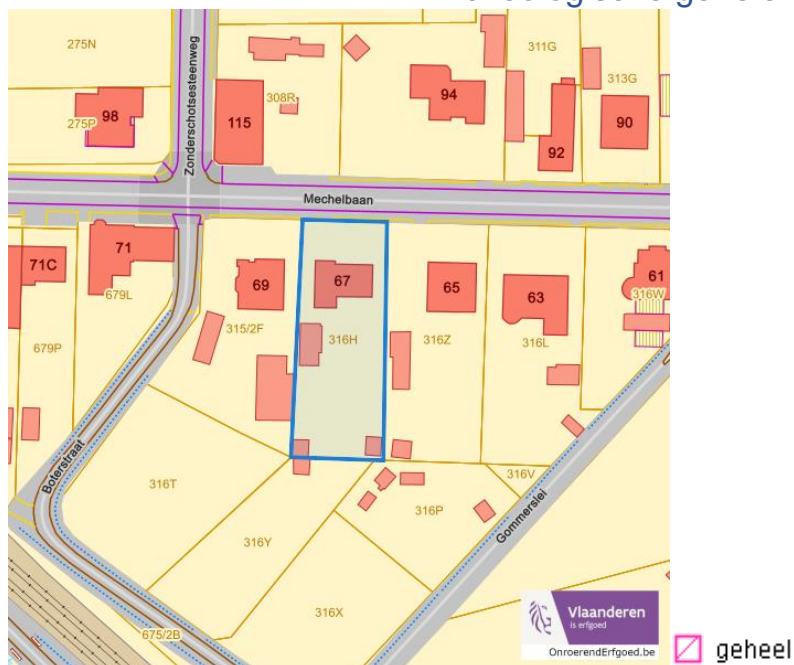 275N
311G
313G
94
98
275P
308R
115
90
92
Zonderschotsesteenweg
Mechelbaan
71
71C
61
69
67
65
63
679L
316W
315/2F
316H
316Z
316L
679P
Boterstraat
316T
316V
316P
Gommerslei
316Y
316X
675/2B
Vlaanderen
is erfgoed
OnroerendErfgoed.be
geheel